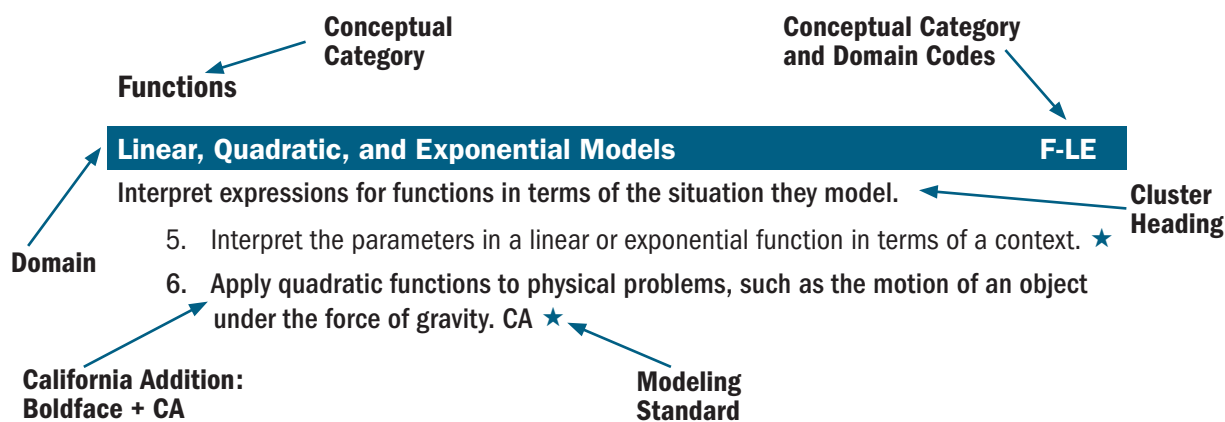 Conceptual
Category
Conceptual Category
and Domain Codes
Functions
Linear, Quadratic, and Exponential Models F-LE
Interpret expressions for functions in terms of the situation they model.
Cluster
Heading
5. Interpret the parameters in a linear or exponential function in terms of a context. ★
Domain
6. Apply quadratic functions to physical problems, such as the motion of an object
under the force of gravity. CA ★
California Addition:
Boldface + CA
Modeling
Standard